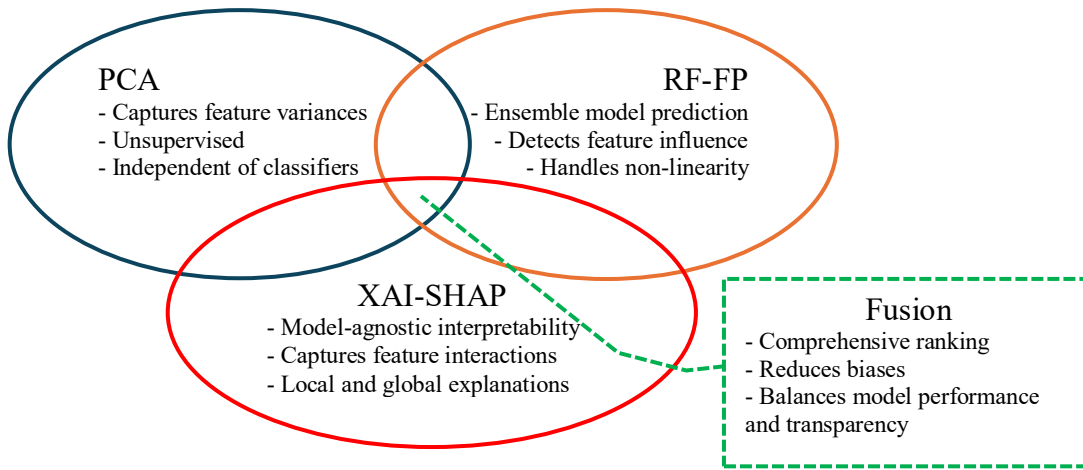 PCA
- Captures feature variances
- Unsupervised
- Independent of classifiers
RF-FP
- Ensemble model prediction
- Detects feature influence
- Handles non-linearity
XAI-SHAP
- Model-agnostic interpretability
- Captures feature interactions
- Local and global explanations
Fusion
- Comprehensive ranking
- Reduces biases
- Balances model performance
and transparency